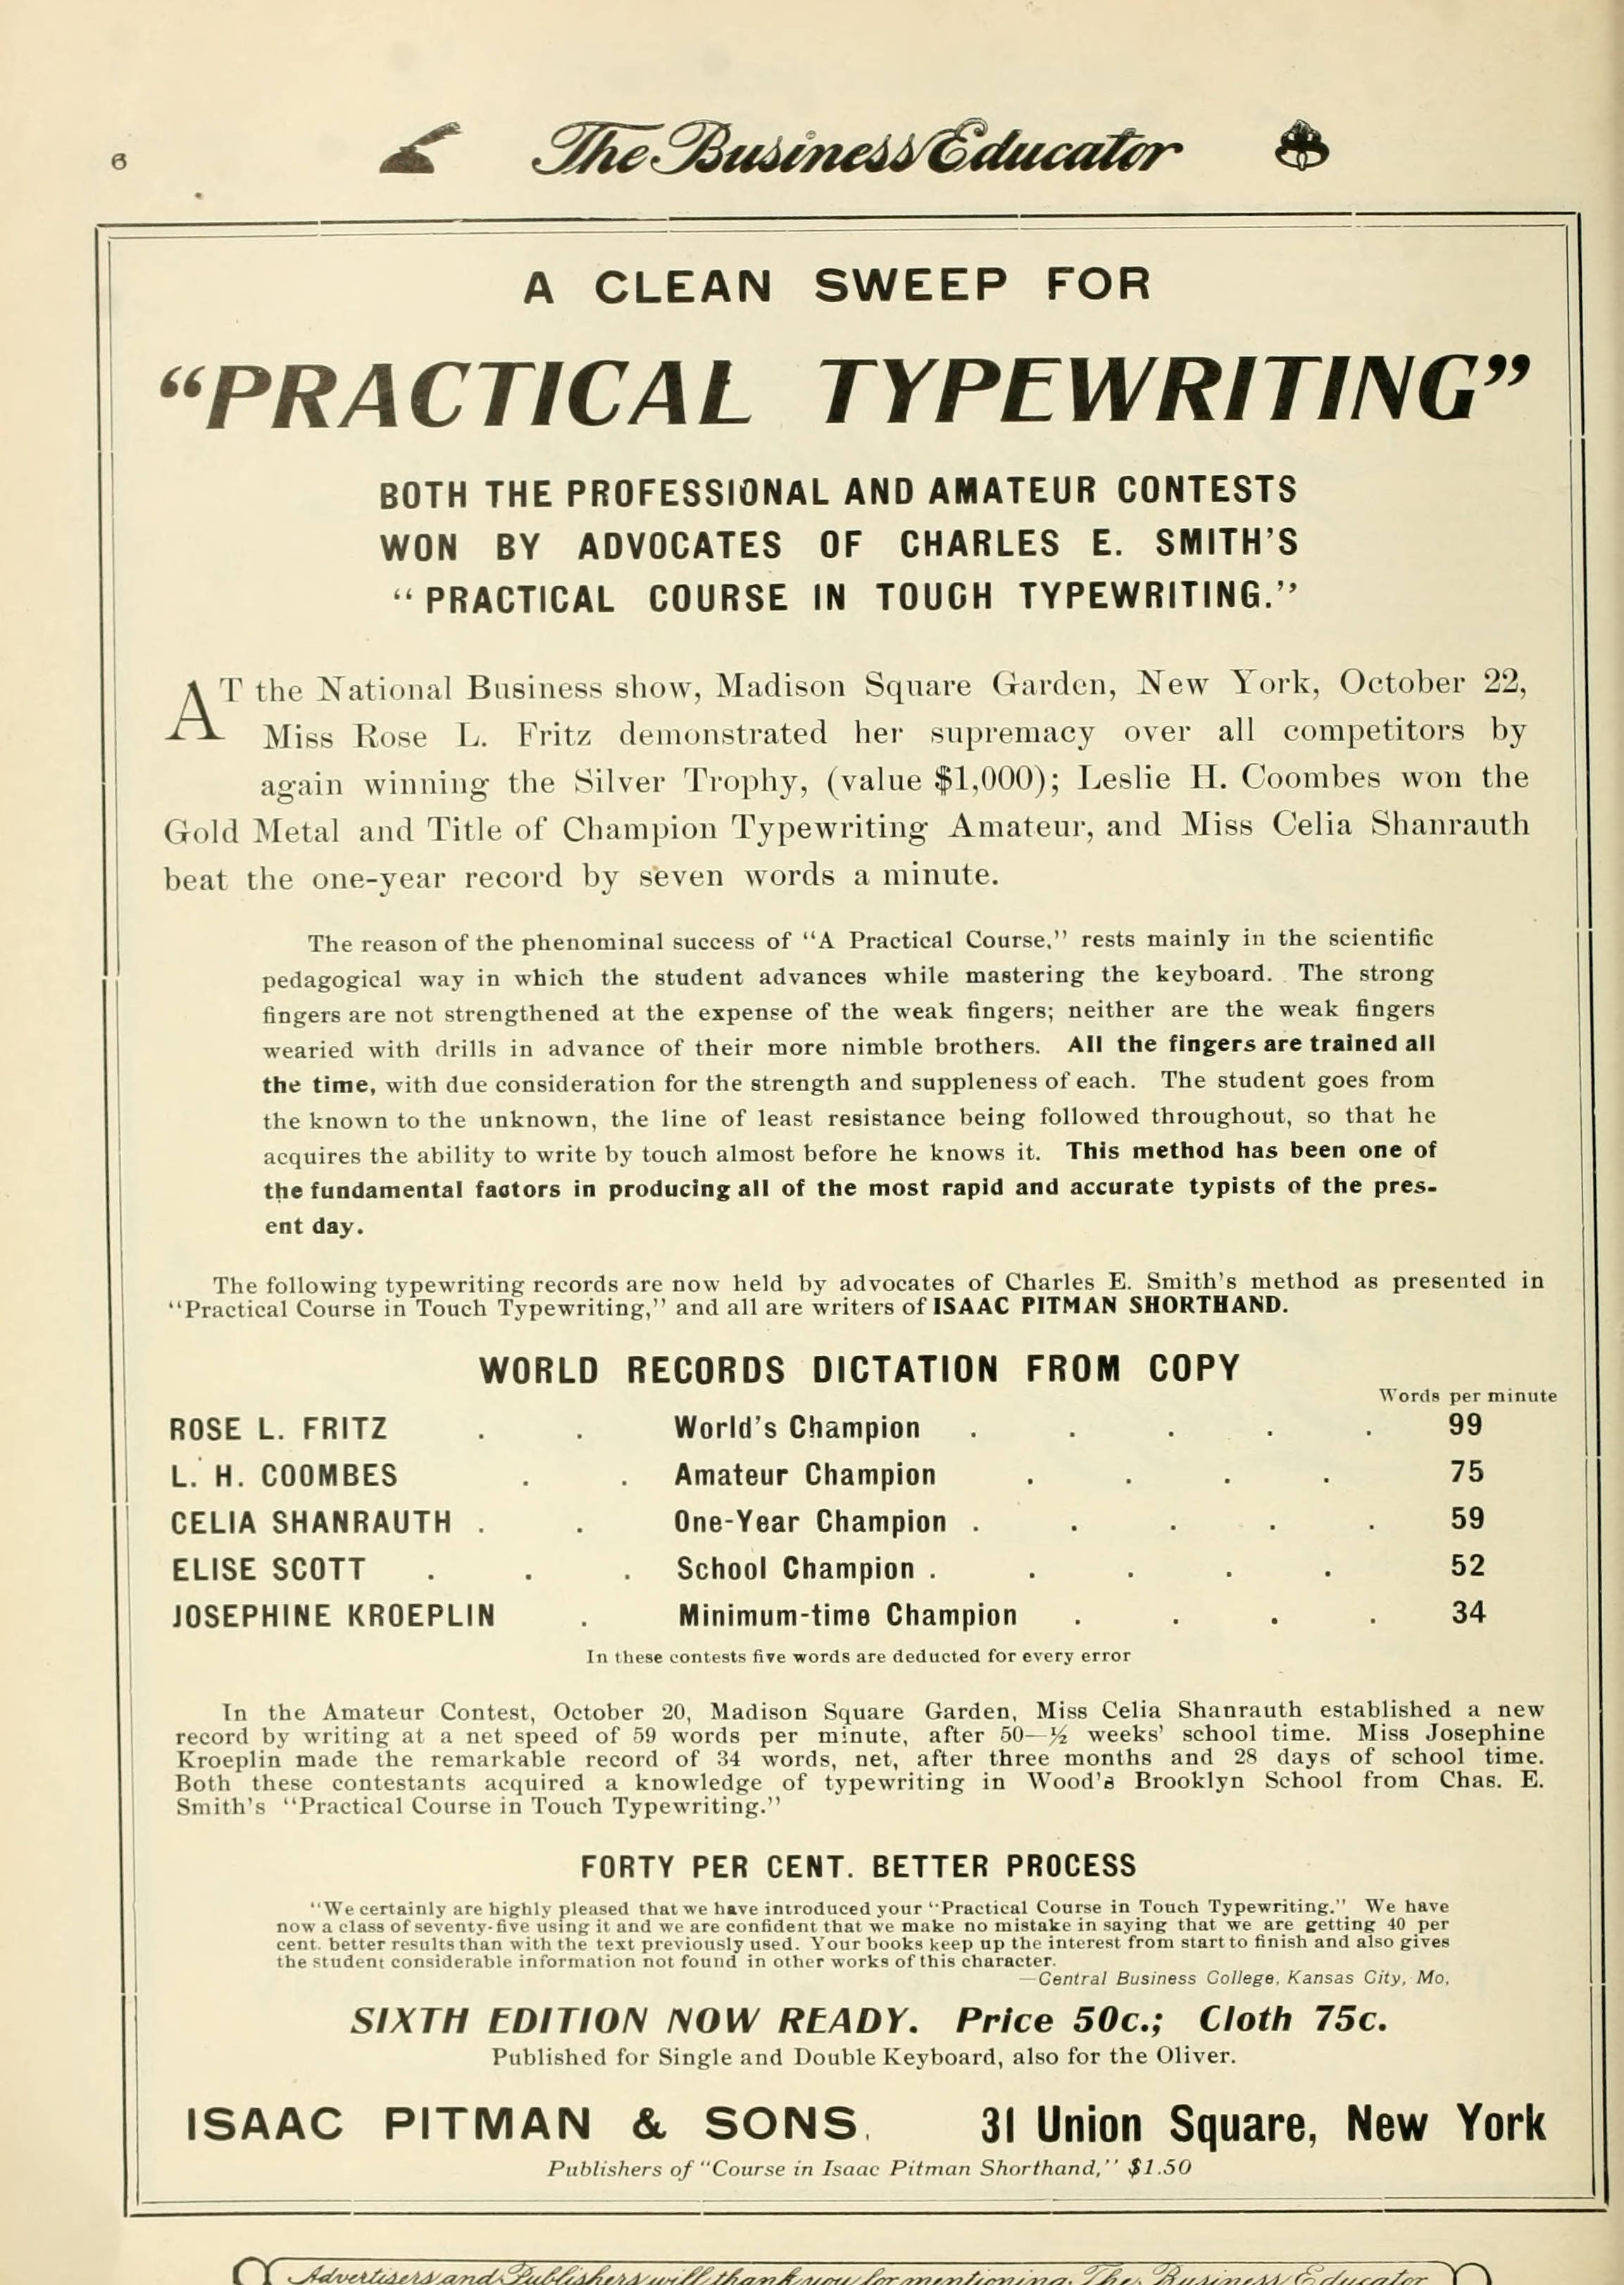 6
The Business Educator
A CLEAN SWEEP FOR
“PRACTICAL TYPEWRITING”
BOTH THE PROFESSIONAL AND AMATEUR CONTESTS
WON BY ADVOCATES OF CHARLES E. SMITH'S
“PRACTICAL COURSE IN TOUCH TYPEWRITING.”
AT the National Business show, Madison Square Garden, New York, October 22,
Miss Rose L. Fritz demonstrated her supremacy over all competitors by
again winning the Silver Trophy, (value $1,000); Leslie H. Coombes won the
Gold Metal and Title of Champion Typewriting Amateur, and Miss Celia Shanrauth
beat the one-year record by seven words a minute.
The reason of the phenominal success of “A Practical Course,” rests mainly in the scientific
pedagogical way in which the student advances while mastering the keyboard. The strong
fingers are not strengthened at the expense of the weak fingers; neither are the weak fingers
wearied with drills in advance of their more nimble brothers. All the fingers are trained all
the time, with due consideration for the strength and suppleness of each. The student goes from
the known to the unknown, the line of least resistance being followed throughout, so that he
acquires the ability to write by touch almost before he knows it. This method has been one of
the fundamental factors in producing all of the most rapid and accurate typists of the pres-
ent day.
The following typewriting records are now held by advocates of Charles E. Smith's method as presented in
“Practical Course in Touch Typewriting,” and all are writers of ISAAC PITMAN SHORTHAND.
WORLD RECORDS DICTATION FROM COPY
Words per minute
ROSE L. FRITZ . . World's Champion . . . . . 99
L. H. COOMBES . . Amateur Champion . . . . 75
CELIA SHANRAUTH . . One-Year Champion . . . . . 59
ELISE SCOTT . . . School Champion . . . . . 52
JOSEPHINE KROEPLIN . Minimum-time Champion . . . . 34
In these contests five words are deducted for every error
In the Amateur Contest, October 20, Madison Square Garden, Miss Celia Shanrauth established a new
record by writing at a net speed of 59 words per minute, after 50—½ weeks' school time. Miss Josephine
Kroeplin made the remarkable record of 34 words, net, after three months and 28 days of school time.
Both these contestants acquired a knowledge of typewriting in Wood's Brooklyn School from Chas. E.
Smith's “Practical Course in Touch Typewriting.”
FORTY PER CENT. BETTER PROCESS
“We certainly are highly pleased that we have introduced your “Practical Course in Touch Typewriting.” We have
now a class of seventy-five using it and we are confident that we make no mistake in saying that we are getting 40 per
cent. better results than with the text previously used. Your books keep up the interest from start to finish and also gives
the student considerable information not found in other works of this character.
—Central Business College, Kansas City, Mo,
SIXTH EDITION NOW READY. Price 50c.; Cloth 75c.
Published for Single and Double Keyboard, also for the Oliver.
ISAAC PITMAN & SONS, 31 Union Square, New York
Publishers of “Course in Isaac Pitman Shorthand,” $1.50
Advertisers and Publishers will thank you for mentioning The Business Educator